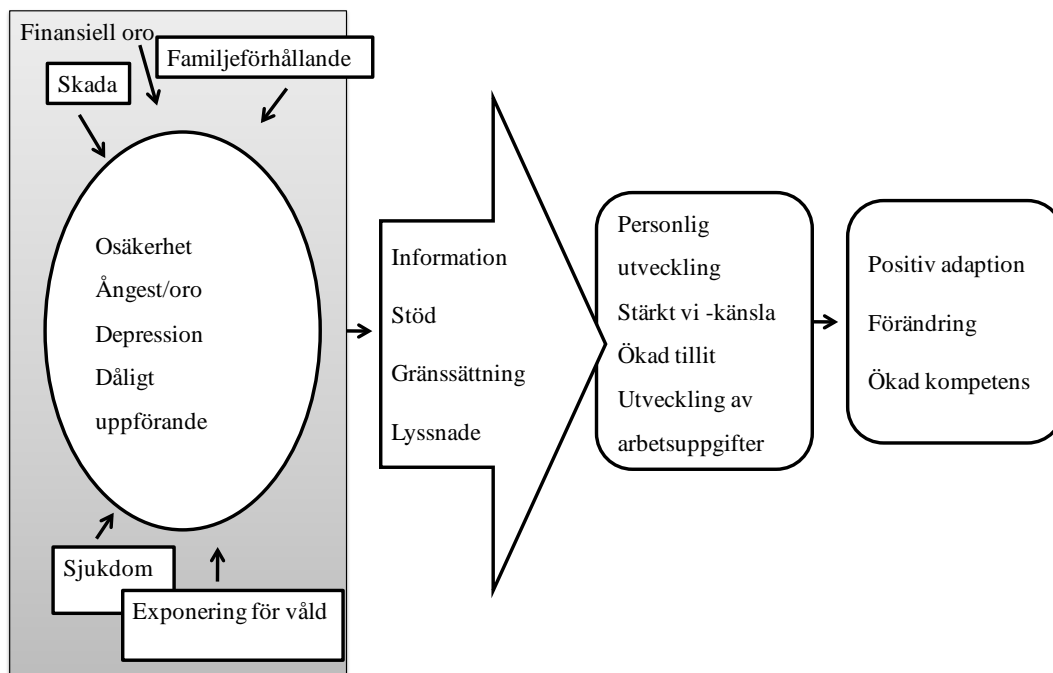 Finansiell oro
Familjeförhållande
Skada
Osäkerhet
Ångest/oro
Depression
Dåligt
uppförande
Sjukdom
Exponering för våld
Information
Stöd
Gränssättning
Lyssnade
Personlig
utveckling
Stärkt vi -känsla
Ökad tillit
Utveckling av
arbetsuppgifter
Positiv adaption
Förändring
Ökad kompetens